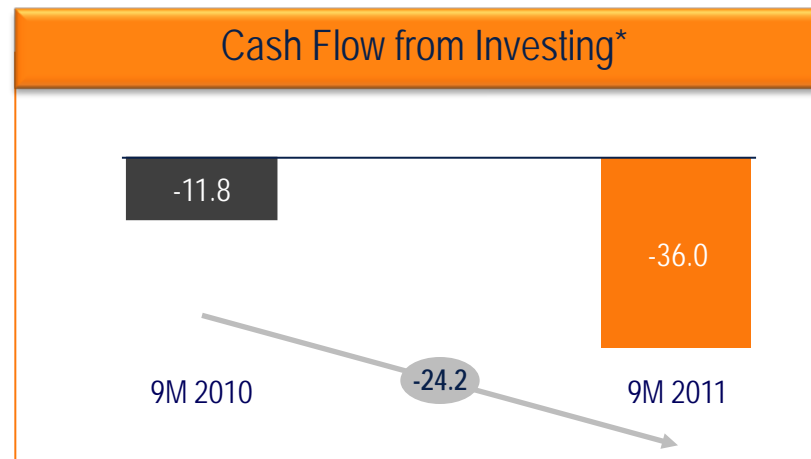 Cash Flow from Investing*
-11.8
-36.0
-24.2
9M 2010
9M 2011